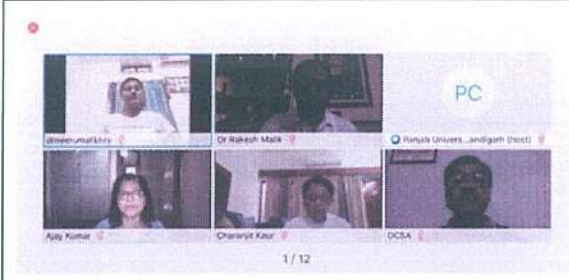 PC
Dr Rakesh Malik
Panjab Univers...andigarh (host)
Ajay Kumar
Charanjit Kaur
DCSA
1 / 12